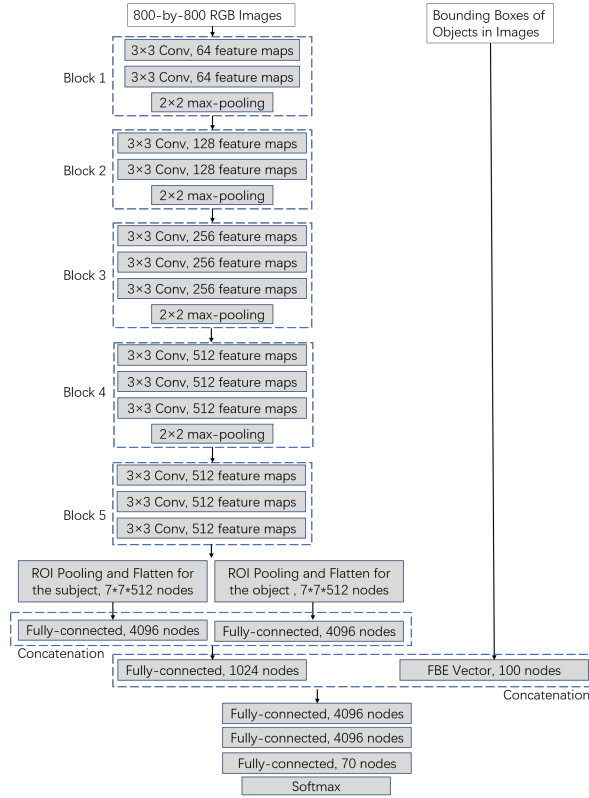 800-by-800 RGB Images
Bounding Boxes of
Objects in Images
Block 1
3×3 Conv, 64 feature maps
3×3 Conv, 64 feature maps
2×2 max-pooling
Block 2
3×3 Conv, 128 feature maps
3×3 Conv, 128 feature maps
2×2 max-pooling
Block 3
3×3 Conv, 256 feature maps
3×3 Conv, 256 feature maps
3×3 Conv, 256 feature maps
2×2 max-pooling
Block 4
3×3 Conv, 512 feature maps
3×3 Conv, 512 feature maps
3×3 Conv, 512 feature maps
2×2 max-pooling
Block 5
3×3 Conv, 512 feature maps
3×3 Conv, 512 feature maps
3×3 Conv, 512 feature maps
ROI Pooling and Flatten for
the subject, 7*7*512 nodes
ROI Pooling and Flatten for
the object , 7*7*512 nodes
Fully-connected, 4096 nodes
Fully-connected, 4096 nodes
Concatenation
Fully-connected, 1024 nodes
FBE Vector, 100 nodes
Concatenation
Fully-connected, 4096 nodes
Fully-connected, 4096 nodes
Fully-connected, 70 nodes
Softmax